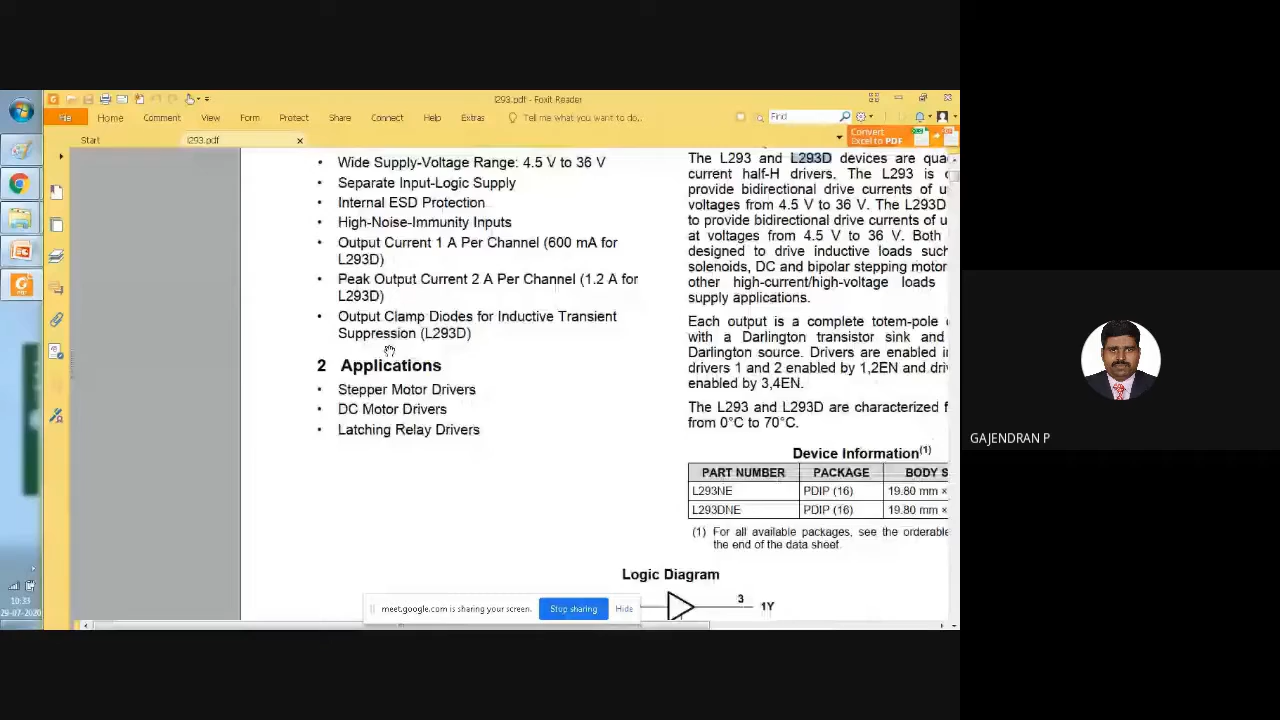 l293.pdf - Foxit Reader
File Home Comment View Form Protect Share Connect Help Extras Tell me what you want to do.. Find
Start l293.pdf
Convert
Excel to PDF
• Wide Supply-Voltage Range: 4.5 V to 36 V
• Separate Input-Logic Supply
• Internal ESD Protection
• High-Noise-Immunity Inputs
• Output Current 1 A Per Channel (600 mA for
L293D)
• Peak Output Current 2 A Per Channel (1.2 A for
L293D)
• Output Clamp Diodes for Inductive Transient
Suppression (L293D)
2 Applications
• Stepper Motor Drivers
• DC Motor Drivers
• Latching Relay Drivers
The L293 and L293D devices are
current half-H drivers. The L293 is
provide bidirectional drive currents of
voltages from 4.5 V to 36 V. The L293D
to provide bidirectional drive currents of
at voltages from 4.5 V to 36 V. Both
designed to drive inductive loads
solenoids, DC and bipolar stepping
other high-current/high-voltage loads
supply applications.
Each output is a complete totem-pole
with a Darlington transistor sink and
Darlington source. Drivers are enabled
drivers 1 and 2 enabled by 1,2EN and
enabled by 3,4EN.
The L293 and L293D are characterized
from 0°C to 70°C.
Device Information(1)
PART NUMBER PACKAGE BODY S
L293NE PDIP (16) 19.80 mm ×
L293DNE PDIP (16) 19.80 mm ×
(1) For all available packages, see the orderable
the end of the data sheet.
Logic Diagram
3 1Y
meet.google.com is sharing your screen. Stop sharing Hide
10:33
29-07-2020
GAJENDRAN P